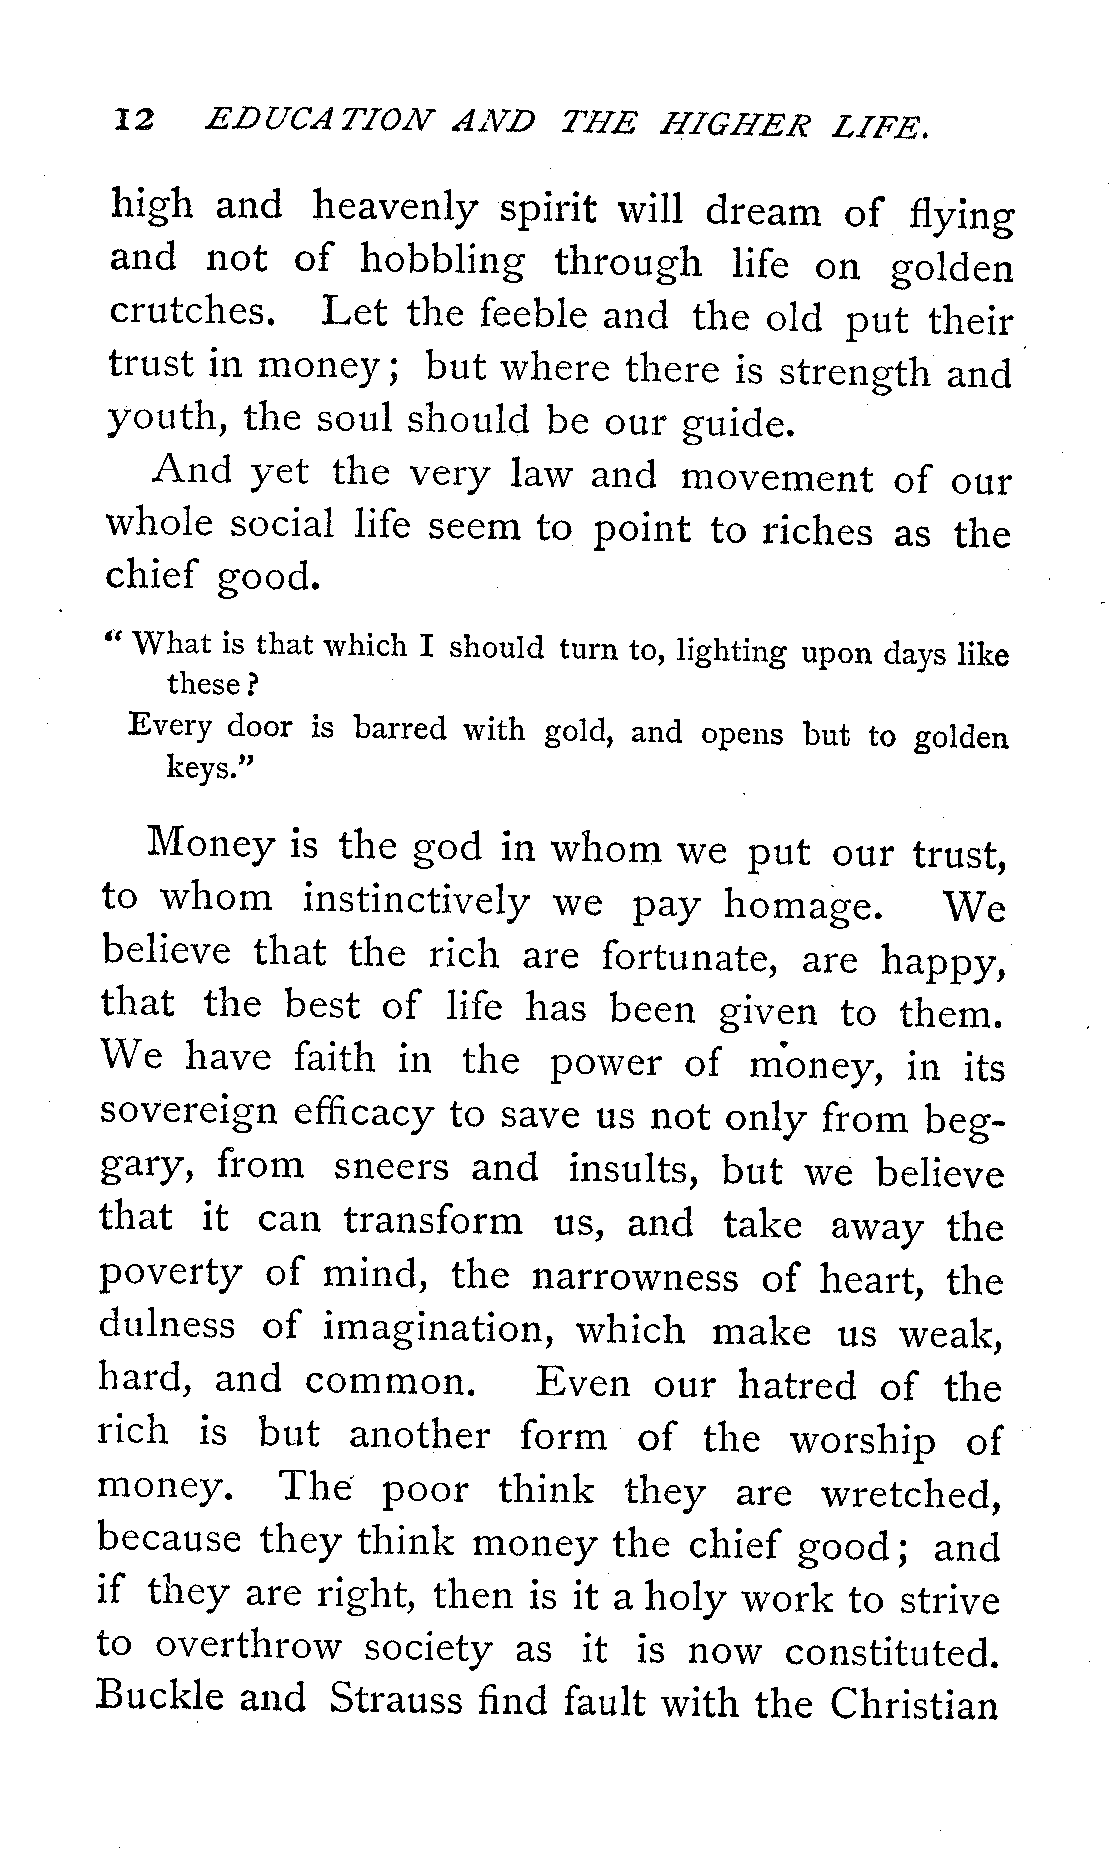 12 EDUCATION AND THE HIGHER LIFE.
high and heavenly spirit will dream of flying
and not of hobbling through life on golden
crutches. Let the feeble and the old put their
trust in money; but where there is strength and
youth, the soul should be our guide.
And yet the very law and movement of our
whole social life seem to point to riches as the
chief good.
“What is that which I should turn to, lighting upon days like
these?
Every door is barred with gold, and opens but to golden
keys.”
Money is the god in whom we put our trust,
to whom instinctively we pay homage. We
believe that the rich are fortunate, are happy,
that the best of life has been given to them.
We have faith in the power of money, in its
sovereign efficacy to save us not only from beg-
gary, from sneers and insults, but we believe
that it can transform us, and take away the
poverty of mind, the narrowness of heart, the
dulness of imagination, which make us weak,
hard, and common. Even our hatred of the
rich is but another form of the worship of
money. The poor think they are wretched,
because they think money the chief good; and
if they are right, then is it a holy work to strive
to overthrow society as it is now constituted.
Buckle and Strauss find fault with the Christian